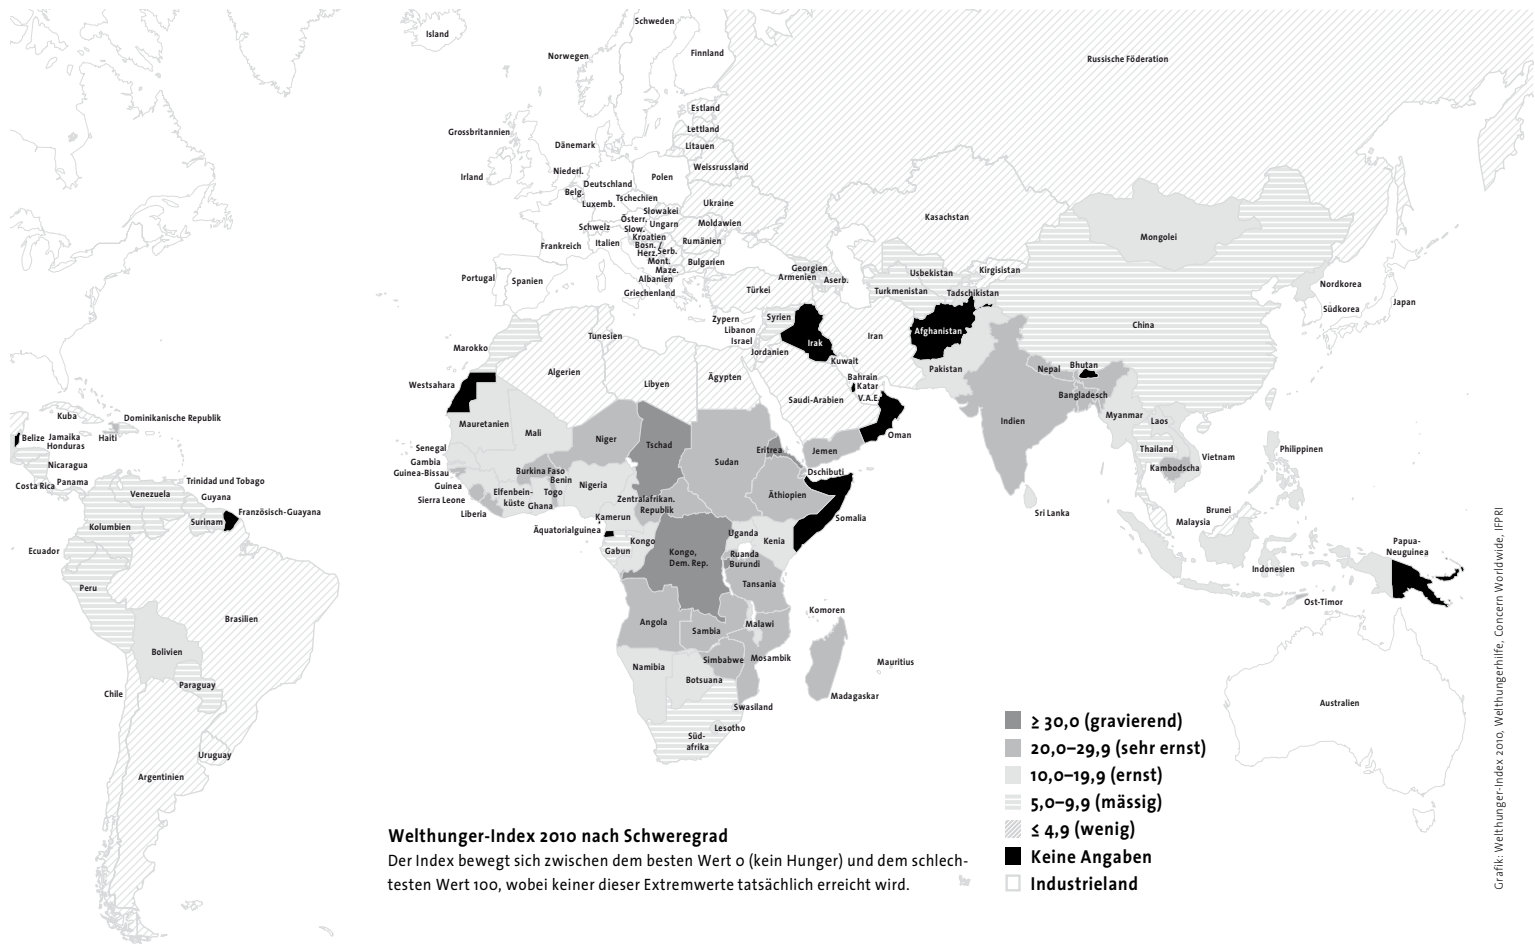 Island
Schweden
Norwegen
Finnland
Russische Föderation
Estland
Lettland
Litauen
Grossbritannien
Dänemark
Weissrussland
Irland
Niederl.
Polen
Deutschland
Belg.
Tschechien
Luxemb.
Ukraine
Slowakei
Österr.
Ungarn
Moldawien
Schweiz
Slow.
Kroatien
Rumänien
Frankreich
Italien
Bosn. /
Herz.
Serb.
Mont.
Bulgarien
Maze.
Albanien
Portugal
Spanien
Griechenland
Türkei
Georgien
Armenien
Aserb.
Kasachstan
Usbekistan
Kirgisistan
Turkmenistan
Tadschikistan
Mongolei
Nordkorea
Südkorea
Japan
China
Zypern
Libanon
Israel
Syrien
Jordanien
Irak
Iran
Afghanistan
Kuwait
Pakistan
Bahrain
Katar
V.A.E.
Saudi-Arabien
Oman
Jemen
Nepal
Bhutan
Bangladesch
Indien
Myanmar
Laos
Thailand
Vietnam
Kambodscha
Philippinen
Sri Lanka
Brunei
Malaysia
Indonesien
Papua-
Neuguinea
Ost-Timor
Australien
Marokko
Tunesien
Algerien
Libyen
Ägypten
Westsahara
Mauretanien
Mali
Niger
Tschad
Sudan
Eritrea
Dschibuti
Äthiopien
Somalia
Senegal
Gambia
Guinea-Bissau
Guinea
Sierra Leone
Liberia
Burkina Faso
Benin
Elfenbein-
küste
Togo
Ghana
Nigeria
Zentralafrikan.
Republik
Kamerun
Äquatorialguinea
Kongo
Gabun
Kongo,
Dem. Rep.
Uganda
Kenia
Ruanda
Burundi
Tansania
Angola
Sambia
Malawi
Komoren
Simbabwe
Mosambik
Namibia
Botsuana
Mauritius
Madagaskar
Swasiland
Lesotho
Süd-
afrika
Kuba
Dominikanische Republik
Belize
Jamaika
Haiti
Honduras
Nicaragua
Costa Rica
Panama
Trinidad und Tobago
Venezuela
Guyana
Französisch-Guayana
Surinam
Kolumbien
Ecuador
Peru
Brasilien
Bolivien
Paraguay
Chile
Uruguay
Argentinien
≥ 30,0 (gravierend)
20,0–29,9 (sehr ernst)
10,0–19,9 (ernst)
5,0–9,9 (mässig)
≤ 4,9 (wenig)
Keine Angaben
Industrieland
Welthunger-Index 2010 nach Schweregrad
Der Index bewegt sich zwischen dem besten Wert 0 (kein Hunger) und dem schlech-
testen Wert 100, wobei keiner dieser Extremwerte tatsächlich erreicht wird.
Grafik: Welthunger-Index 2010, Welthungerhilfe, Concern Worldwide, IFPRI